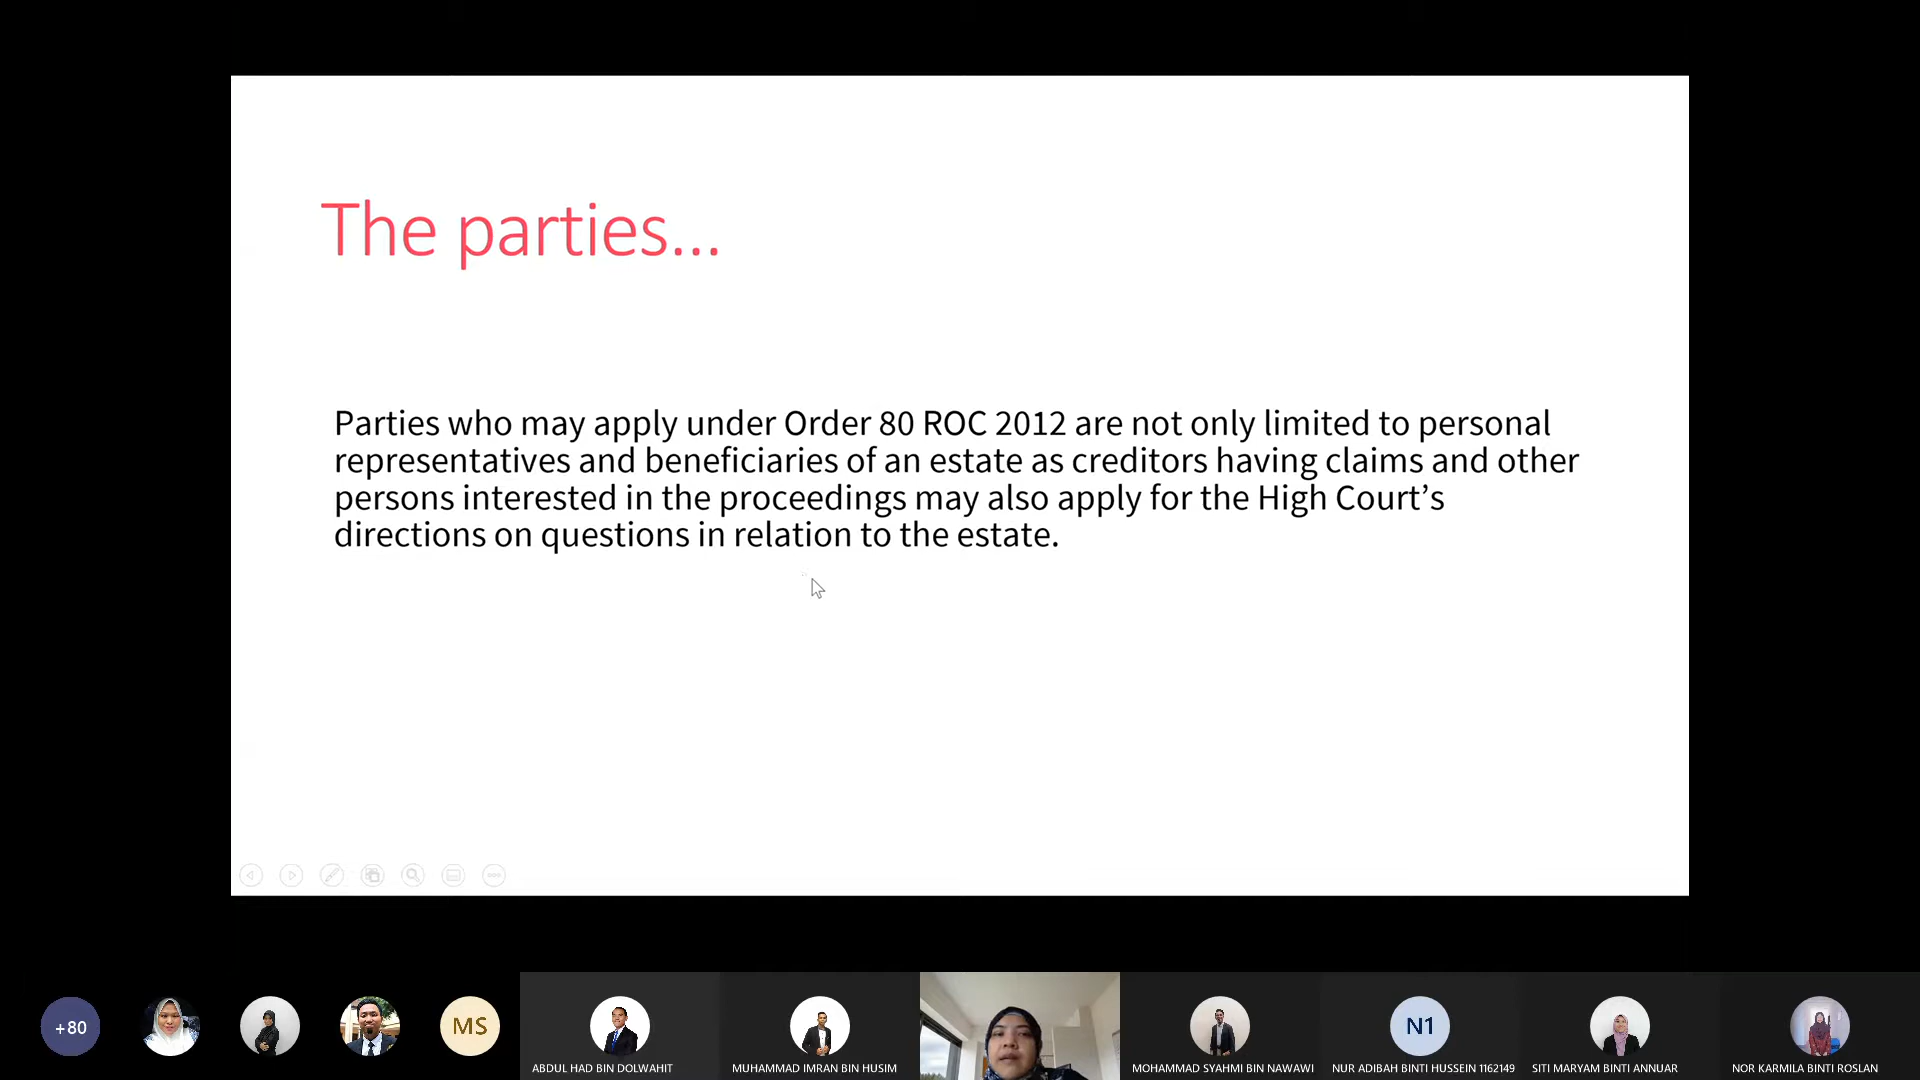 The parties...
Parties who may apply under Order 80 ROC 2012 are not only limited to personal
representatives and beneficiaries of an estate as creditors having claims and other
persons interested in the proceedings may also apply for the High Court’s
directions on questions in relation to the estate.
+80
MS
N1
ABDUL HAD BIN DOLWAHIT
MUHAMMAD IMRAN BIN HUSIM
MOHAMMAD SYAHMI BIN NAWAWI
NUR ADIBAH BINTI HUSSEIN 1162149
SITI MARYAM BINTI ANNUAR
NOR KARMILA BINTI ROSLAN